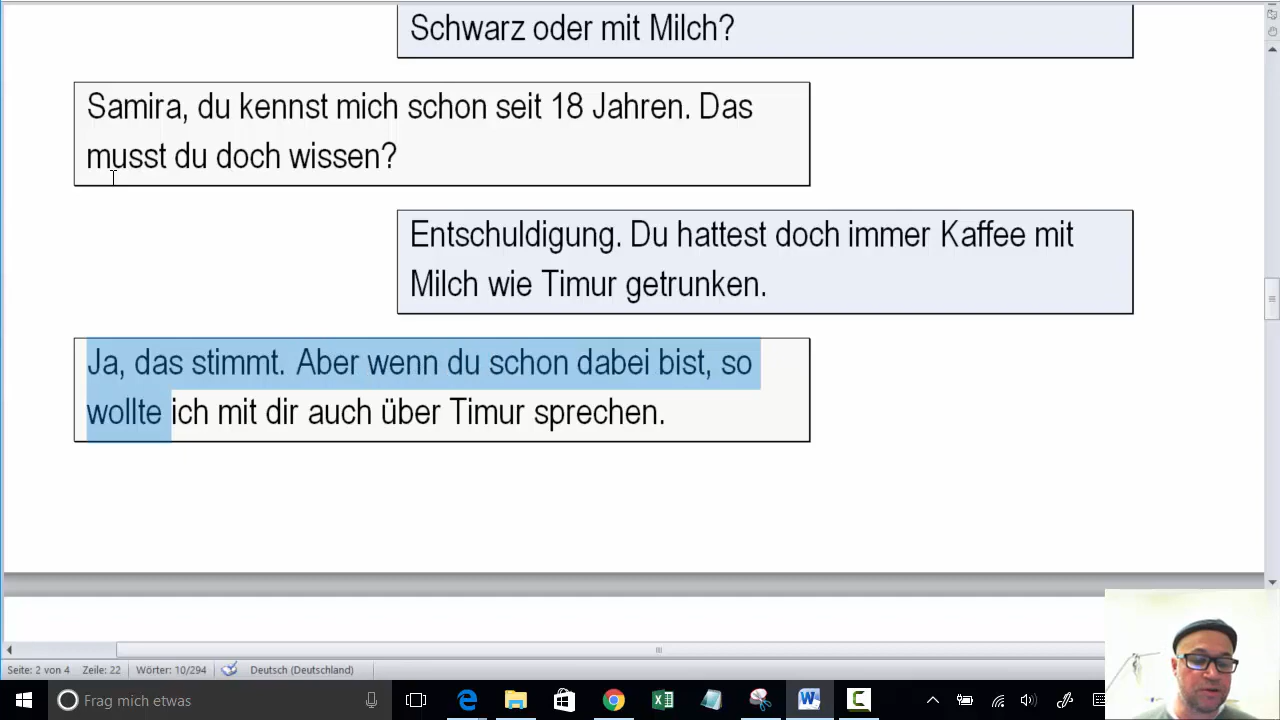 Schwarz oder mit Milch?
Samira, du kennst mich schon seit 18 Jahren. Das
musst du doch wissen?
Entschuldigung. Du hattest doch immer Kaffee mit
Milch wie Timur getrunken.
Ja, das stimmt. Aber wenn du schon dabei bist, so
wollte ich mit dir auch über Timur sprechen.
Seite: 2 von 4 Zeile: 22 Wörter: 10/294 Deutsch (Deutschland)
Frag mich etwas